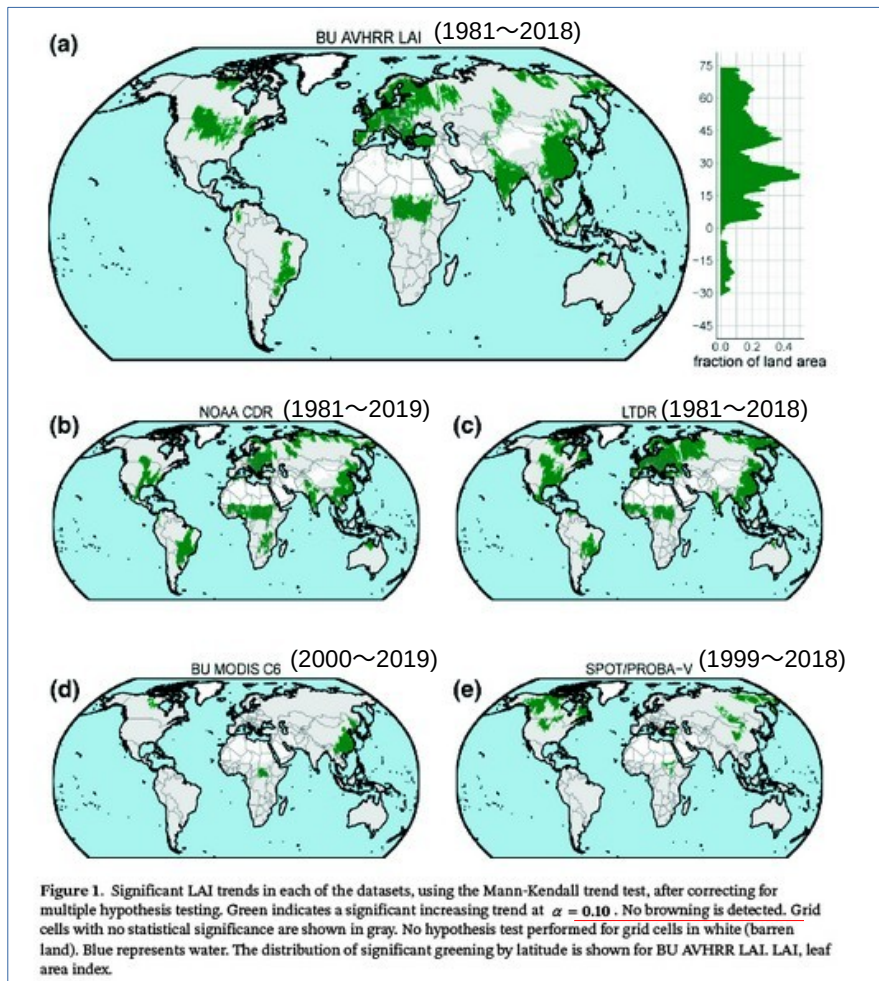 (a)
BU AVHRR LAI (1981～2018)
75
60
45
30
15
0
-15
-30
-45
0.0 0.2 0.4
fraction of land area
(b)
NOAA CDR (1981～2019)
(c)
LTDR (1981～2018)
(d)
BU MODIS C6 (2000～2019)
(e)
SPOT/PROBA-V (1999～2018)
Figure 1. Significant LAI trends in each of the datasets, using the Mann-Kendall trend test, after correcting for
multiple hypothesis testing. Green indicates a significant increasing trend at α = 0.10 . No browning is detected. Grid
cells with no statistical significance are shown in gray. No hypothesis test performed for grid cells in white (barren
land). Blue represents water. The distribution of significant greening by latitude is shown for BU AVHRR LAI. LAI, leaf
area index.